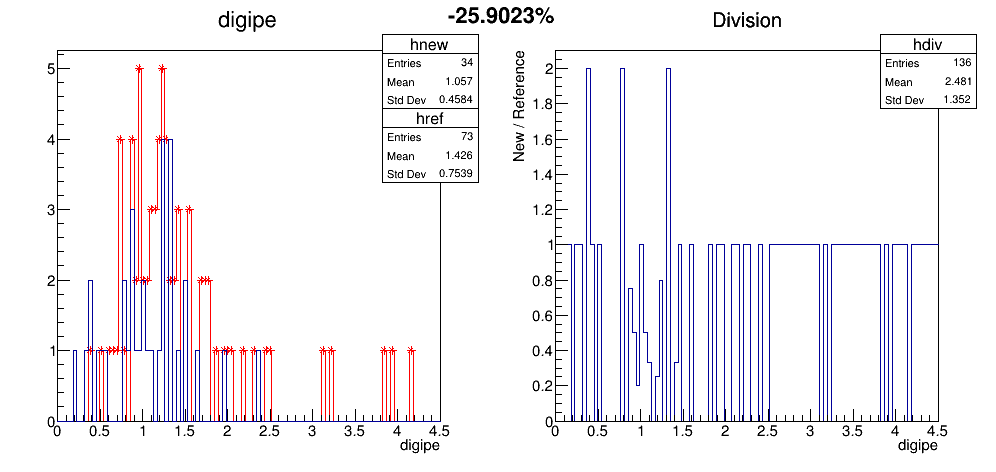 -25.9023%
digipe
hnew
Entries 34
Mean 1.057
Std Dev 0.4584
href
Entries 73
Mean 1.426
Std Dev 0.7539
5
4
3
2
1
0
0 0.5 1 1.5 2 2.5 3 3.5 4 4.5
digipe
Division
hdiv
Entries 136
Mean 2.481
Std Dev 1.352
New / Reference
2
1.8
1.6
1.4
1.2
1
0.8
0.6
0.4
0.2
0
0 0.5 1 1.5 2 2.5 3 3.5 4 4.5
digipe